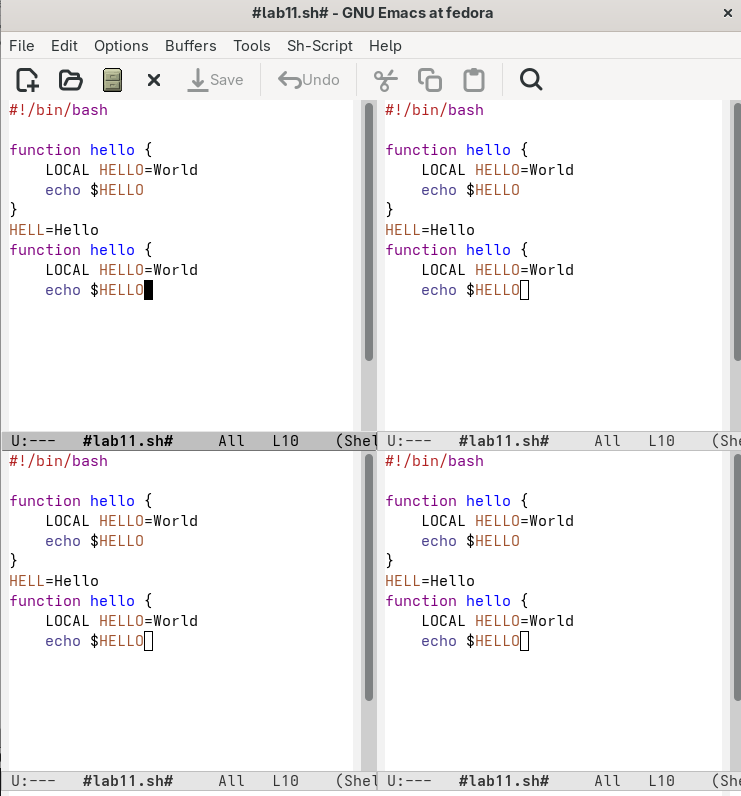 #lab11.sh# - GNU Emacs at fedora ×
File Edit Options Buffers Tools Sh-Script Help
Save Undo
#!/bin/bash
function hello {
    LOCAL HELLO=World
    echo $HELLO
}
HELL=Hello
function hello {
    LOCAL HELLO=World
    echo $HELLO
U:--- #lab11.sh# All L10 (Shel
#!/bin/bash
function hello {
    LOCAL HELLO=World
    echo $HELLO
}
HELL=Hello
function hello {
    LOCAL HELLO=World
    echo $HELLO
U:--- #lab11.sh# All L10 (She
#!/bin/bash
function hello {
    LOCAL HELLO=World
    echo $HELLO
}
HELL=Hello
function hello {
    LOCAL HELLO=World
    echo $HELLO
U:--- #lab11.sh# All L10 (Shel
#!/bin/bash
function hello {
    LOCAL HELLO=World
    echo $HELLO
}
HELL=Hello
function hello {
    LOCAL HELLO=World
    echo $HELLO
U:--- #lab11.sh# All L10 (She